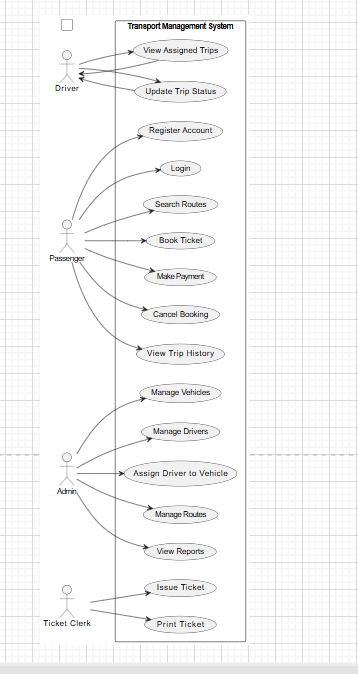 Transport Management System
View Assigned Trips
Update Trip Status
Driver
Register Account
Login
Search Routes
Book Ticket
Make Payment
Cancel Booking
View Trip History
Passenger
Manage Vehicles
Manage Drivers
Assign Driver to Vehicle
Manage Routes
View Reports
Admin
Issue Ticket
Print Ticket
Ticket Clerk